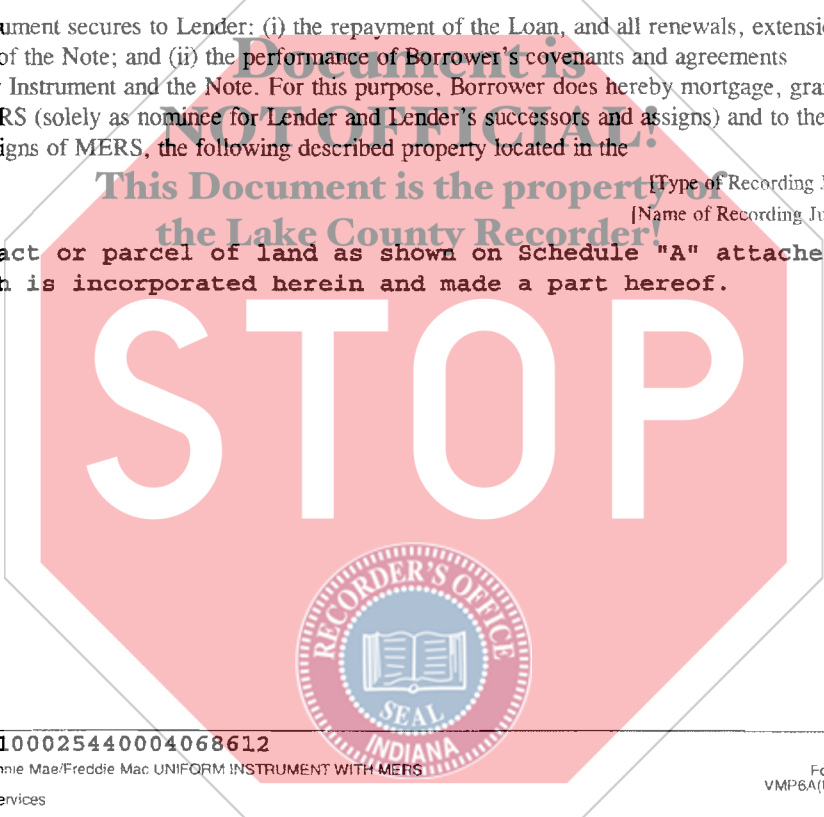 ument secures to Lender: (i) the repayment of the Loan, and all renewals, extensi
of the Note; and (ii) the performance of Borrower's covenants and agreements
Document is
Instrument and the Note. For this purpose, Borrower does hereby mortgage, gra
RS (solely as nominee for Lender and Lender's successors and assigns) and to the
NOT OFFICIAL!
igns of MERS, the following described property located in the
This Document is the property of
[Type of Recording J
[Name of Recording Ju
the Lake County Recorder!
act or parcel of land as shown on Schedule "A" attache
h is incorporated herein and made a part hereof.
STOP
RECORDER'S OFFICE
SEAL
INDIANA
100025440004068612
nnie Mae/Freddie Mac UNIFORM INSTRUMENT WITH MERS
Fo
VMP6A(
ervices